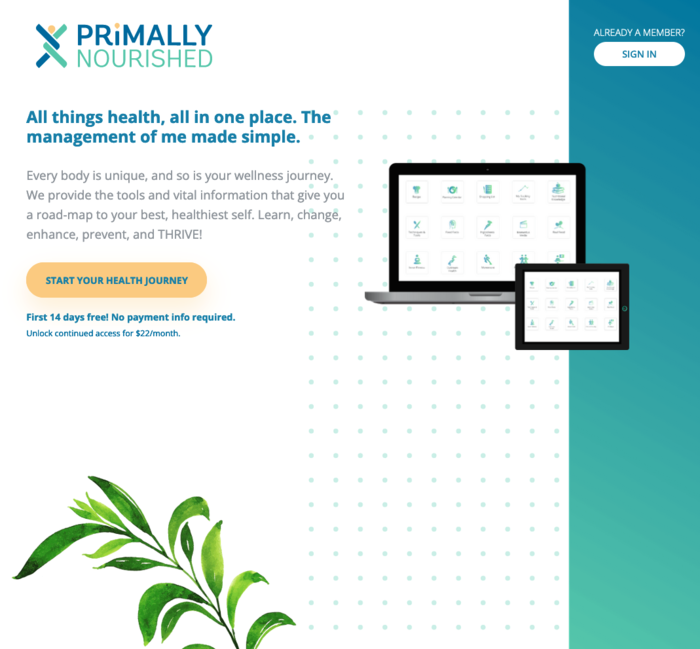 PRiMALLY
NOURISHED
ALREADY A MEMBER?
SIGN IN
All things health, all in one place. The
management of me made simple.
Every body is unique, and so is your wellness journey.
We provide the tools and vital information that give you
a road-map to your best, healthiest self. Learn, change,
enhance, prevent, and THRIVE!
START YOUR HEALTH JOURNEY
First 14 days free! No payment info required.
Unlock continued access for $22/month.